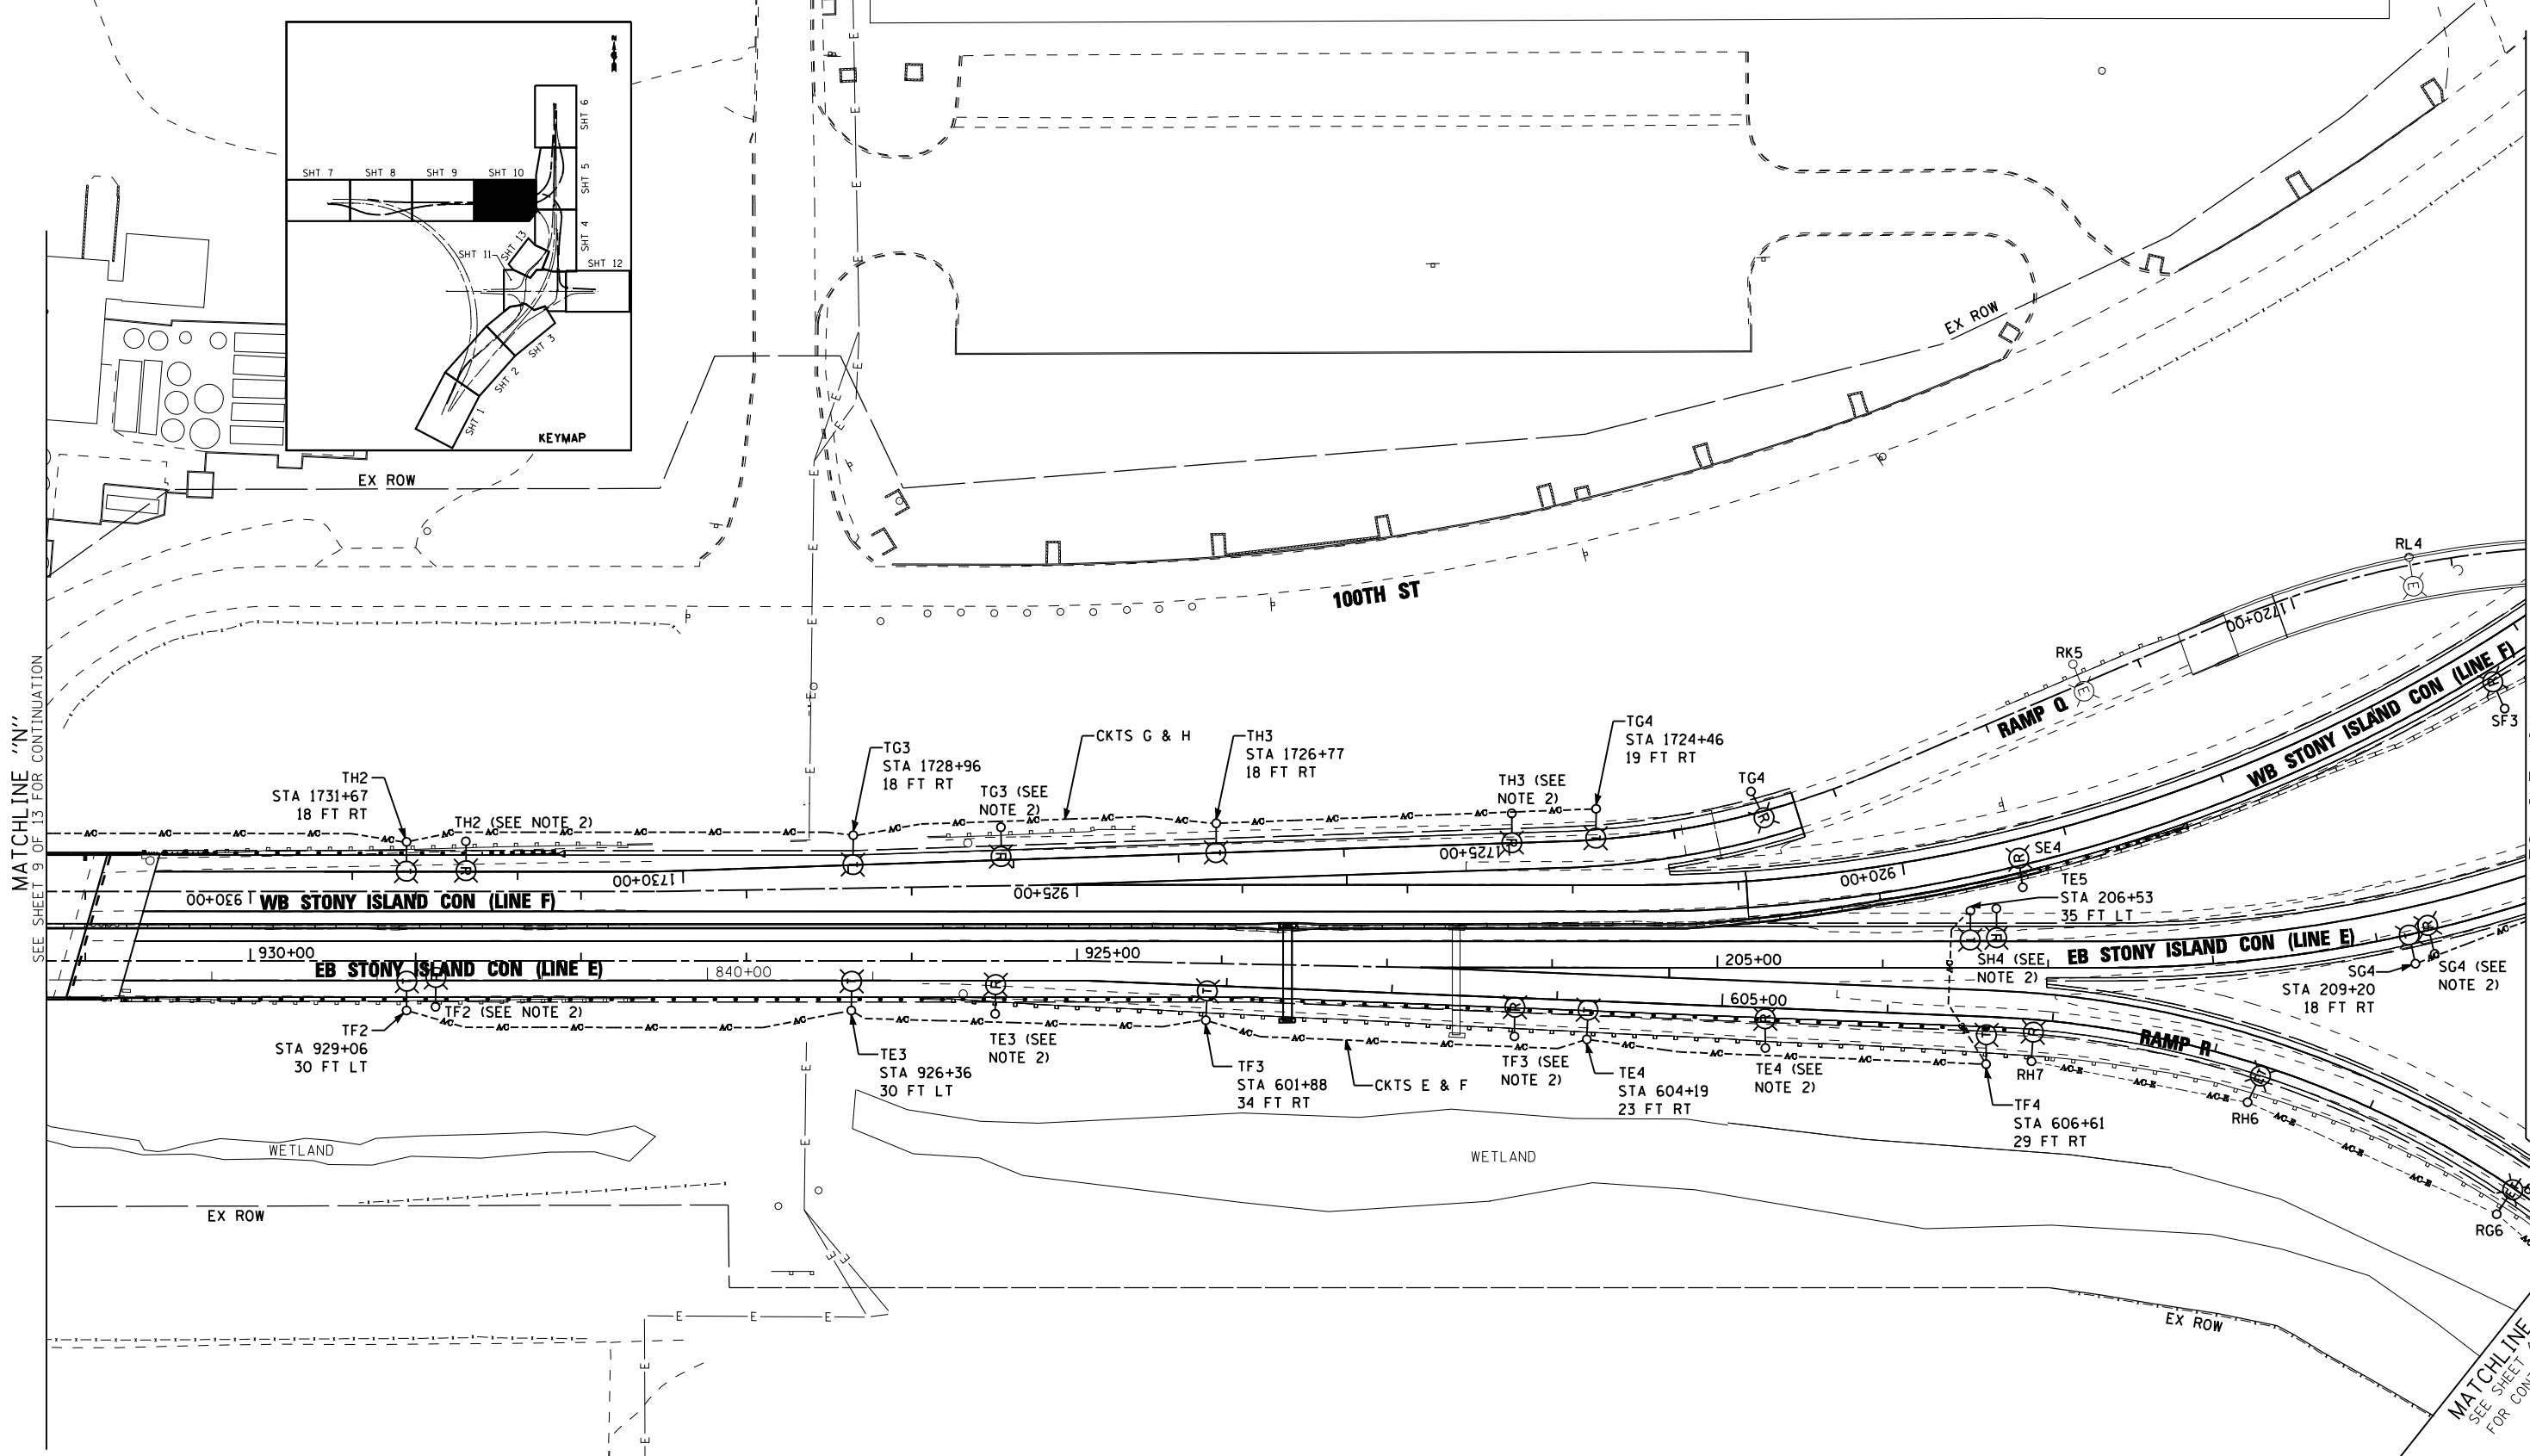 N
SHT 6
SHT 5
SHT 4
SHT 7
SHT 8
SHT 9
SHT 10
SHT 13
SHT 11
SHT 12
SHT 3
SHT 2
SHT 1
KEYMAP
EX ROW
EX ROW
100TH ST
RL4
1720+00
RK5
RAMP Q
WB STONY ISLAND CON (LINE F)
SF3
MATCHLINE "N"
SEE SHEET 9 OF 13 FOR CONTINUATION
TH2
STA 1731+67
18 FT RT
TH2 (SEE NOTE 2)
TG3
STA 1728+96
18 FT RT
TG3 (SEE
NOTE 2)
CKTS G & H
TH3
STA 1726+77
18 FT RT
TH3 (SEE
NOTE 2)
TG4
STA 1724+46
19 FT RT
TG4
1730+00
1725+00
930+00
WB STONY ISLAND CON (LINE F)
925+00
920+00
SE4
TE5
STA 206+53
35 FT LT
930+00
EB STONY ISLAND CON (LINE E)
840+00
925+00
205+00
605+00
SH4 (SEE
NOTE 2)
EB STONY ISLAND CON (LINE E)
SG4
STA 209+20
18 FT RT
SG4 (SEE
NOTE 2)
TF2 (SEE NOTE 2)
TF2
STA 929+06
30 FT LT
TE3
STA 926+36
30 FT LT
TE3 (SEE
NOTE 2)
TF3
STA 601+88
34 FT RT
CKTS E & F
TF3 (SEE
NOTE 2)
TE4
STA 604+19
23 FT RT
TE4 (SEE
NOTE 2)
TF4
STA 606+61
29 FT RT
RH7
RAMP R
RH6
RG6
WETLAND
WETLAND
EX ROW
EX ROW
MATCHLINE
SEE SHEET
FOR CONT